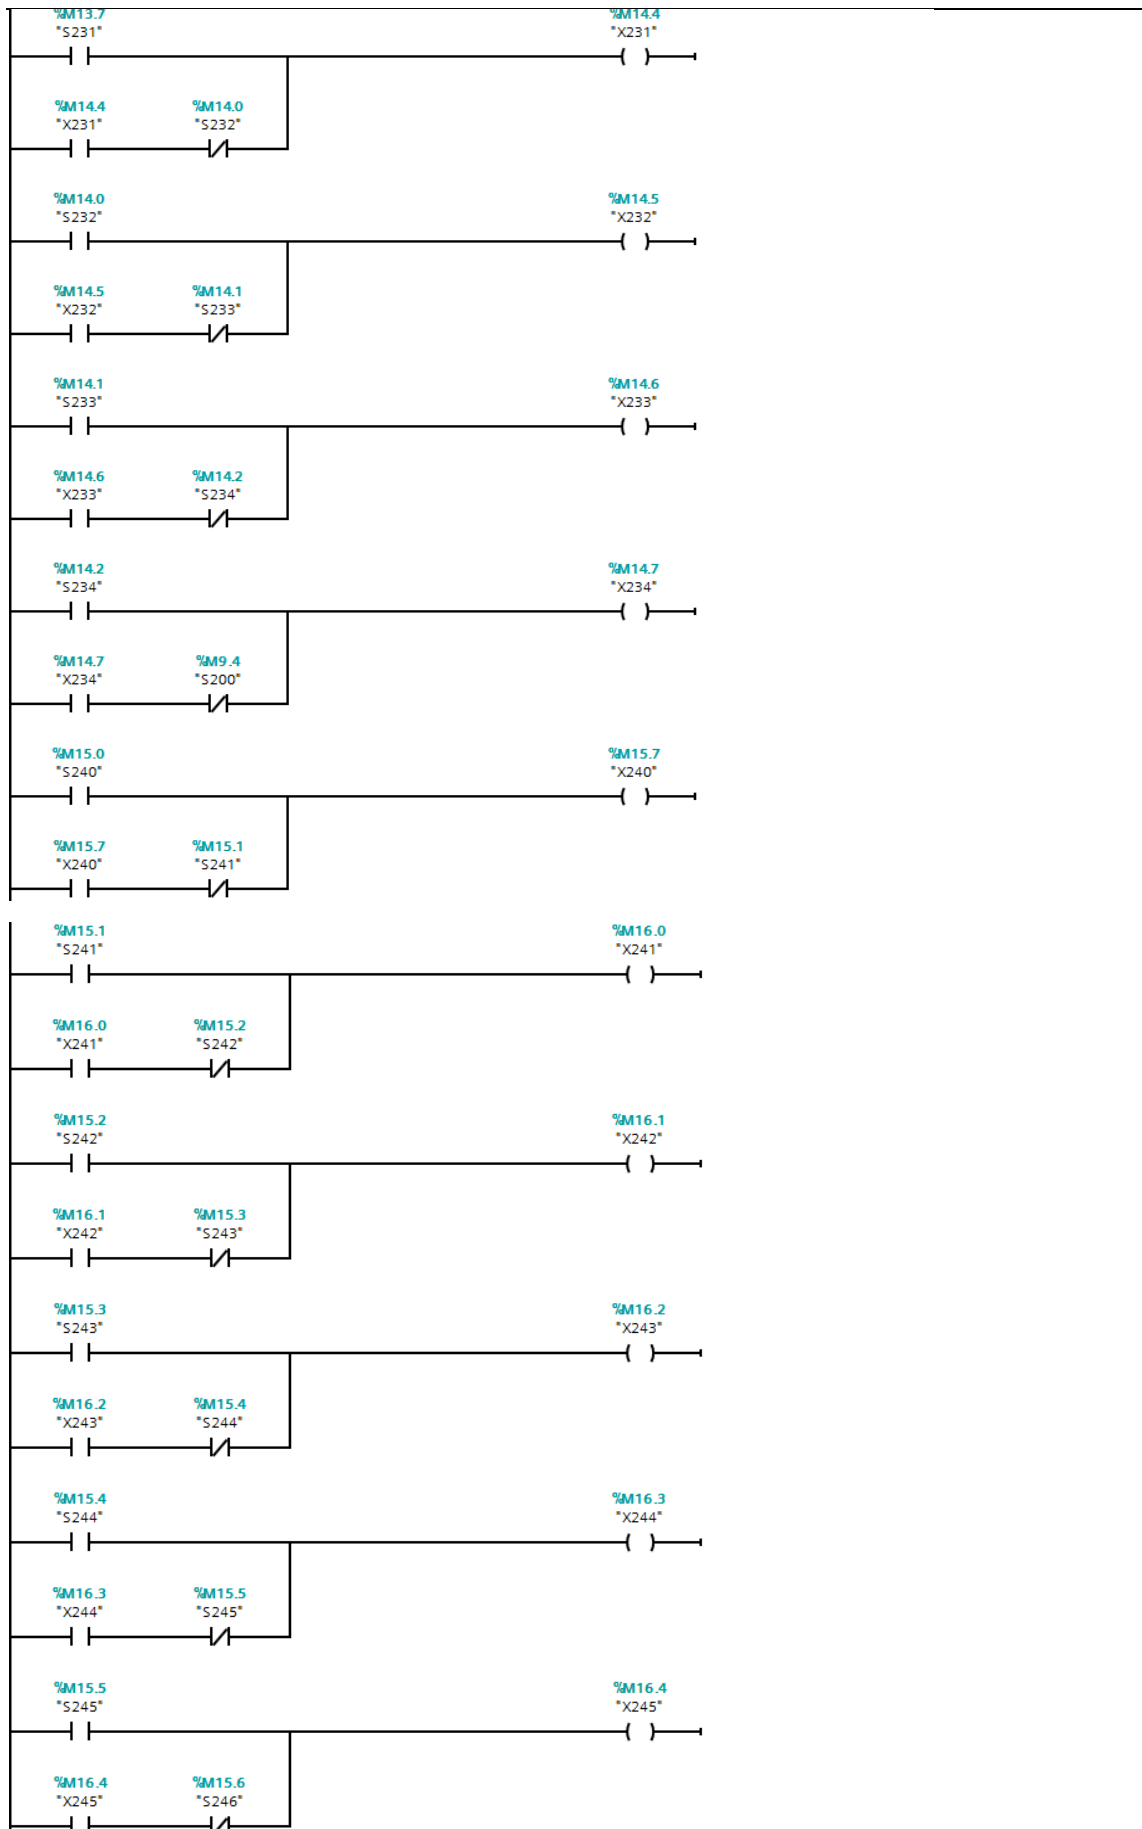 %M13.7 %M14.4
"S231" "X231"
%M14.4 %M14.0
"X231" "S232"
%M14.0 %M14.5
"S232" "X232"
%M14.5 %M14.1
"X232" "S233"
%M14.1 %M14.6
"S233" "X233"
%M14.6 %M14.2
"X233" "S234"
%M14.2 %M14.7
"S234" "X234"
%M14.7 %M9.4
"X234" "S200"
%M15.0 %M15.7
"S240" "X240"
%M15.7 %M15.1
"X240" "S241"
%M15.1 %M16.0
"S241" "X241"
%M16.0 %M15.2
"X241" "S242"
%M15.2 %M16.1
"S242" "X242"
%M16.1 %M15.3
"X242" "S243"
%M15.3 %M16.2
"S243" "X243"
%M16.2 %M15.4
"X243" "S244"
%M15.4 %M16.3
"S244" "X244"
%M16.3 %M15.5
"X244" "S245"
%M15.5 %M16.4
"S245" "X245"
%M16.4 %M15.6
"X245" "S246"